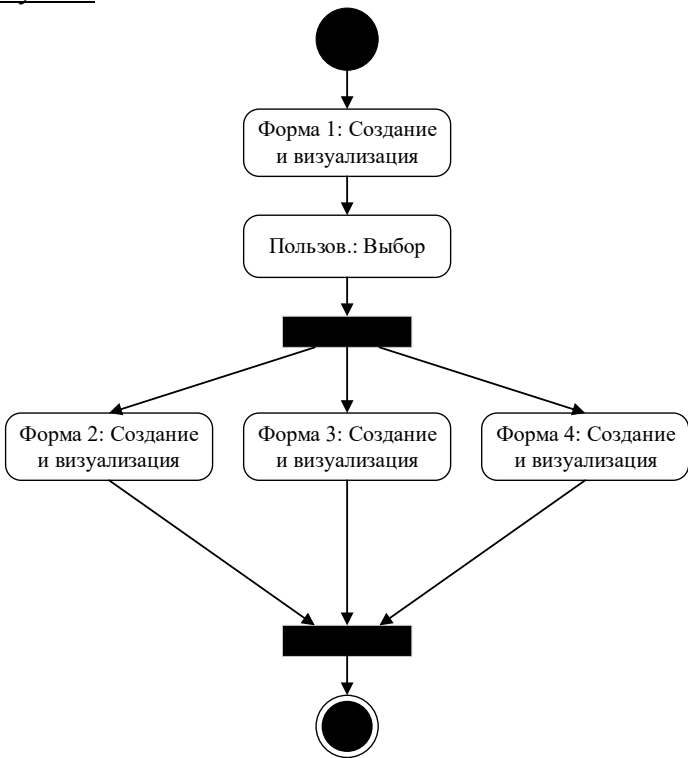 Форма 1: Создание
и визуализация
Пользов.: Выбор
Форма 2: Создание
и визуализация
Форма 3: Создание
и визуализация
Форма 4: Создание
и визуализация